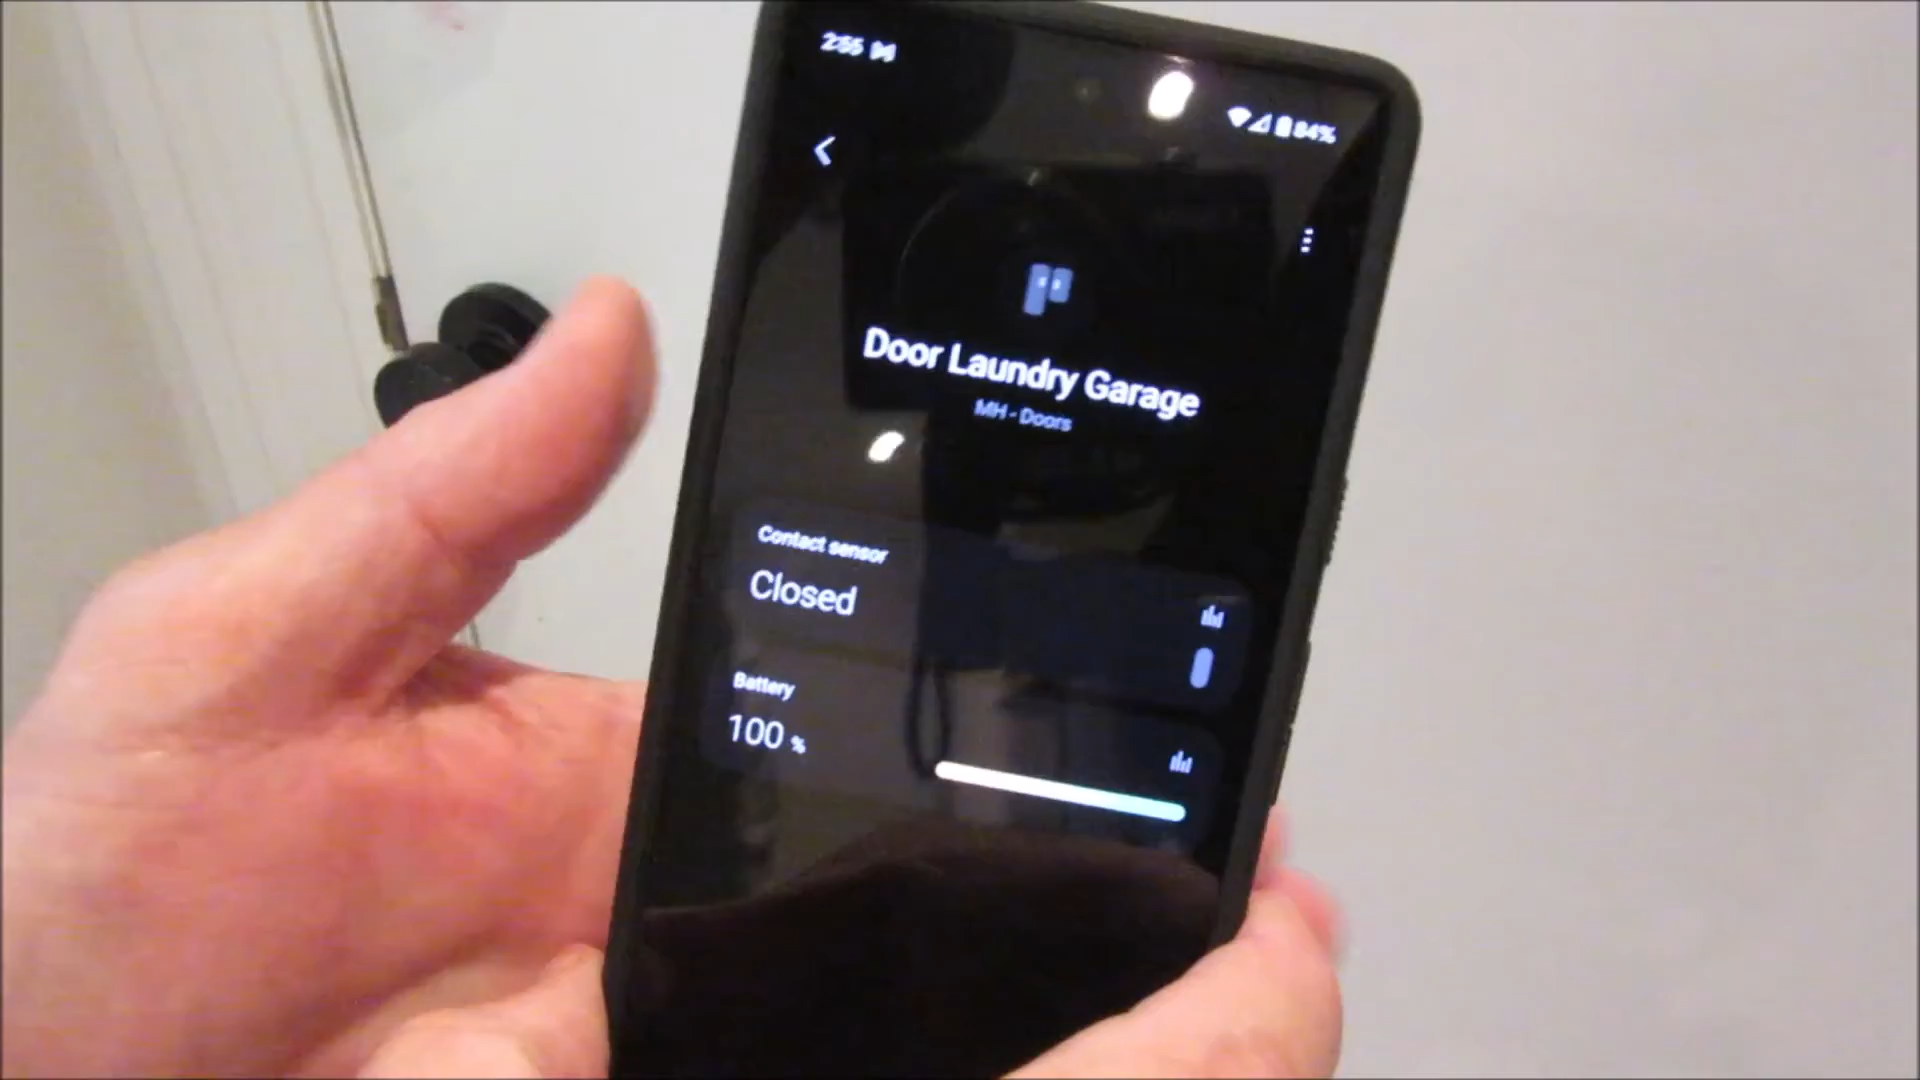 2:55
84%
Door Laundry Garage
MH - Doors
Contact sensor
Closed
Battery
100 %